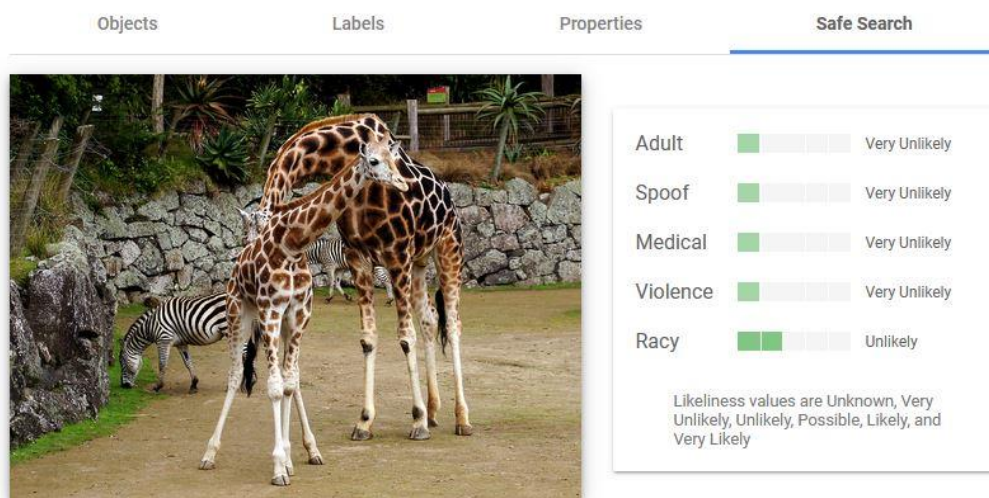 Objects Labels Properties Safe Search
Adult Very Unlikely
Spoof Very Unlikely
Medical Very Unlikely
Violence Very Unlikely
Racy Unlikely
Likeliness values are Unknown, Very
Unlikely, Unlikely, Possible, Likely, and
Very Likely